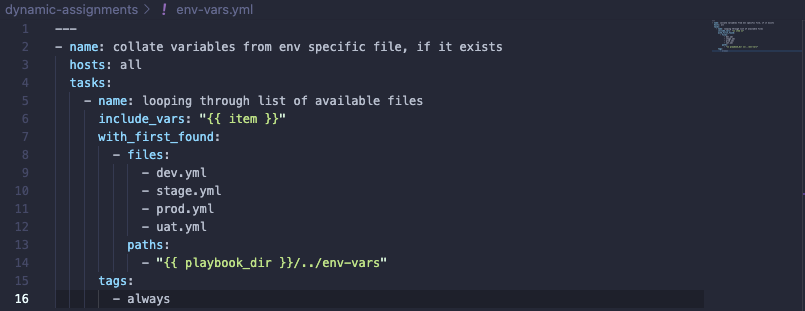 dynamic-assignments > ! env-vars.yml
1 ---
2 - name: collate variables from env specific file, if it exists
3   hosts: all
4   tasks:
5     - name: looping through list of available files
6       include_vars: "{{ item }}"
7       with_first_found:
8         - files:
9             - dev.yml
10             - stage.yml
11             - prod.yml
12             - uat.yml
13           paths:
14             - "{{ playbook_dir }}/../env-vars"
15       tags:
16         - always